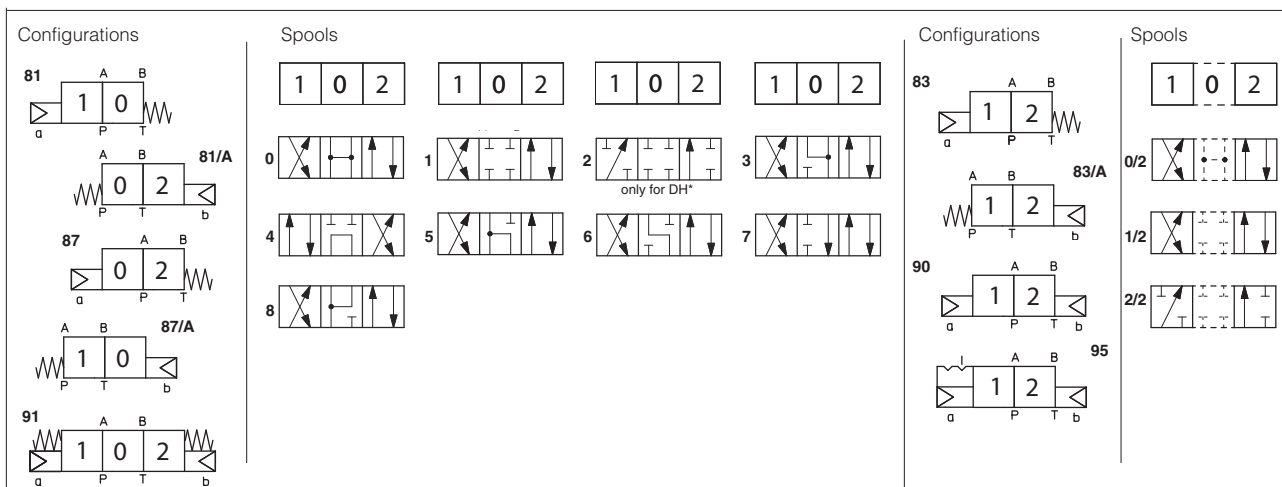 Configurations
Spools
Configurations
Spools
81
A B
1 0
a P T
81/A
A B
0 2
P T b
87
A B
0 2
a P T
87/A
A B
1 0
P T b
91
A B
1 0 2
a P T b
1 0 2
1 0 2
1 0 2
1 0 2
0
1
2
3
only for DH*
4
5
6
7
8
83
A B
1 2
a P T
83/A
A B
1 2
P T b
90
A B
1 2
a P T b
95
A B
1 2
a P T b
1 0 2
0/2
1/2
2/2